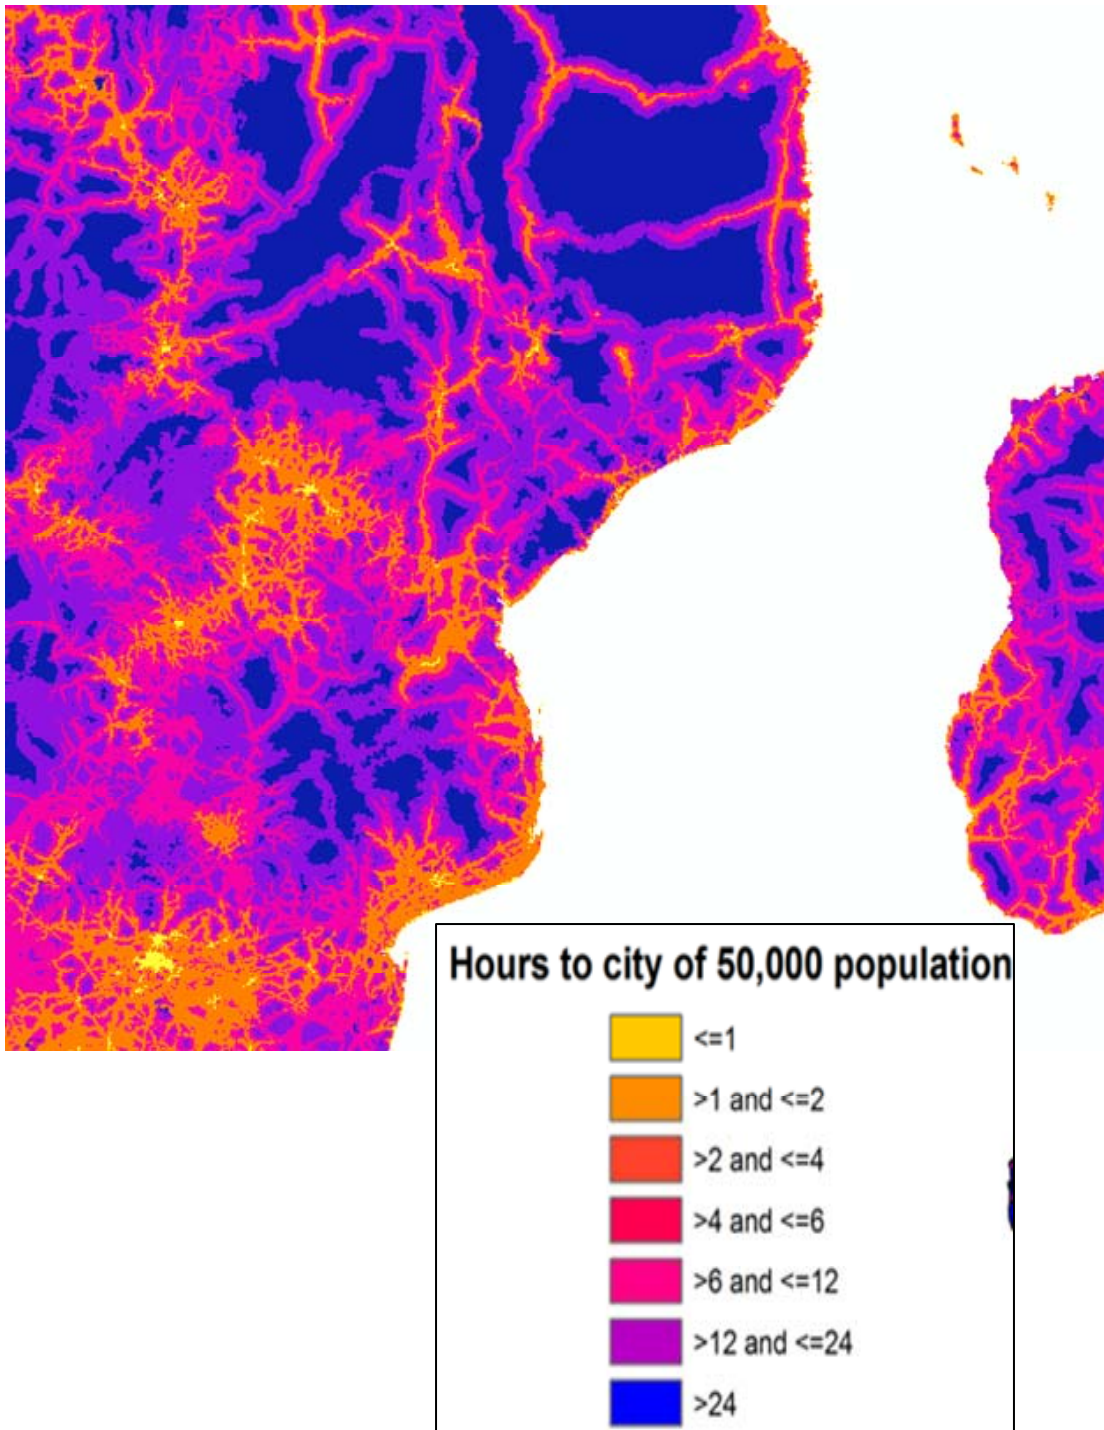 Hours to city of 50,000 population
<=1
>1 and <=2
>2 and <=4
>4 and <=6
>6 and <=12
>12 and <=24
>24